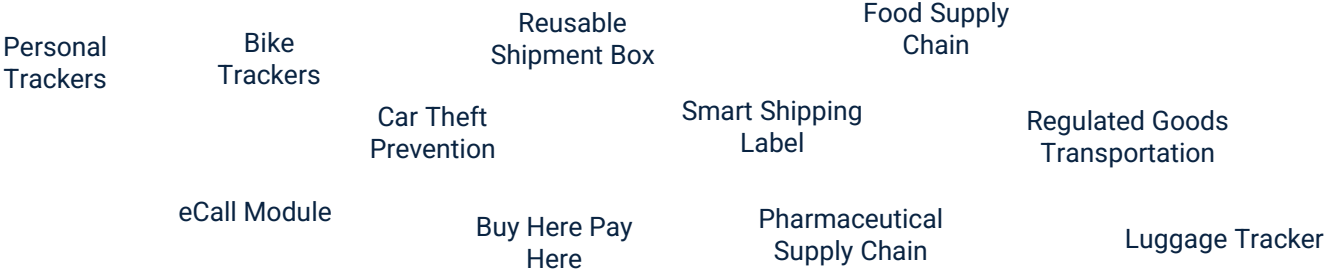 Personal
Trackers
Bike
Trackers
Reusable
Shipment Box
Food Supply
Chain
Car Theft
Prevention
Smart Shipping
Label
Regulated Goods
Transportation
eCall Module
Buy Here Pay
Here
Pharmaceutical
Supply Chain
Luggage Tracker